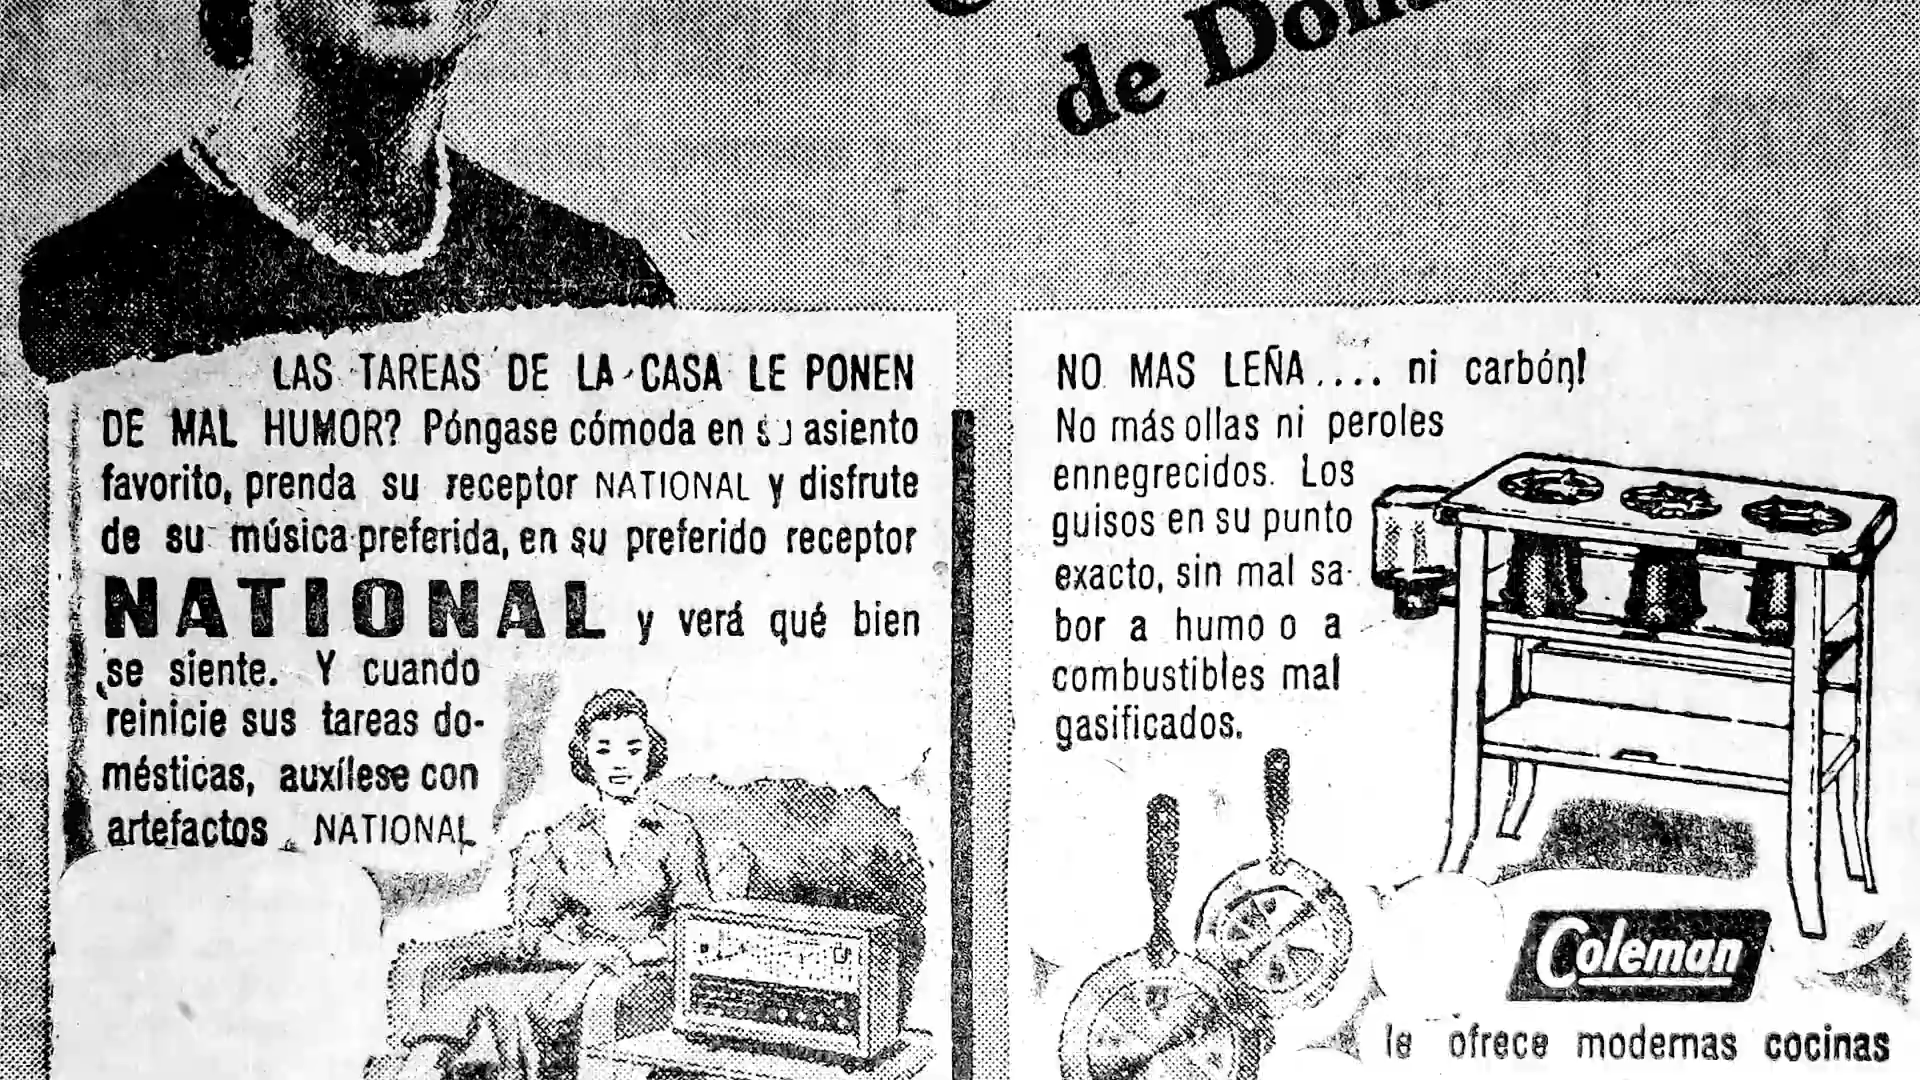 de
LAS TAREAS DE LA CASA LE PONEN
DE MAL HUMOR? Póngase cómoda en su asiento
favorito, prenda su receptor NATIONAL y disfrute
de su música preferida, en su preferido receptor
NATIONAL y verá qué bien
se siente. Y cuando
reinicie sus tareas do-
mésticas, auxílese con
artefactos NATIONAL
NO MAS LEÑA.... ni carbón!
No más ollas ni peroles
ennegrecidos. Los
guisos en su punto
exacto, sin mal sa-
bor a humo o a
combustibles mal
gasificados.
Coleman
le ofrece modernas cocinas